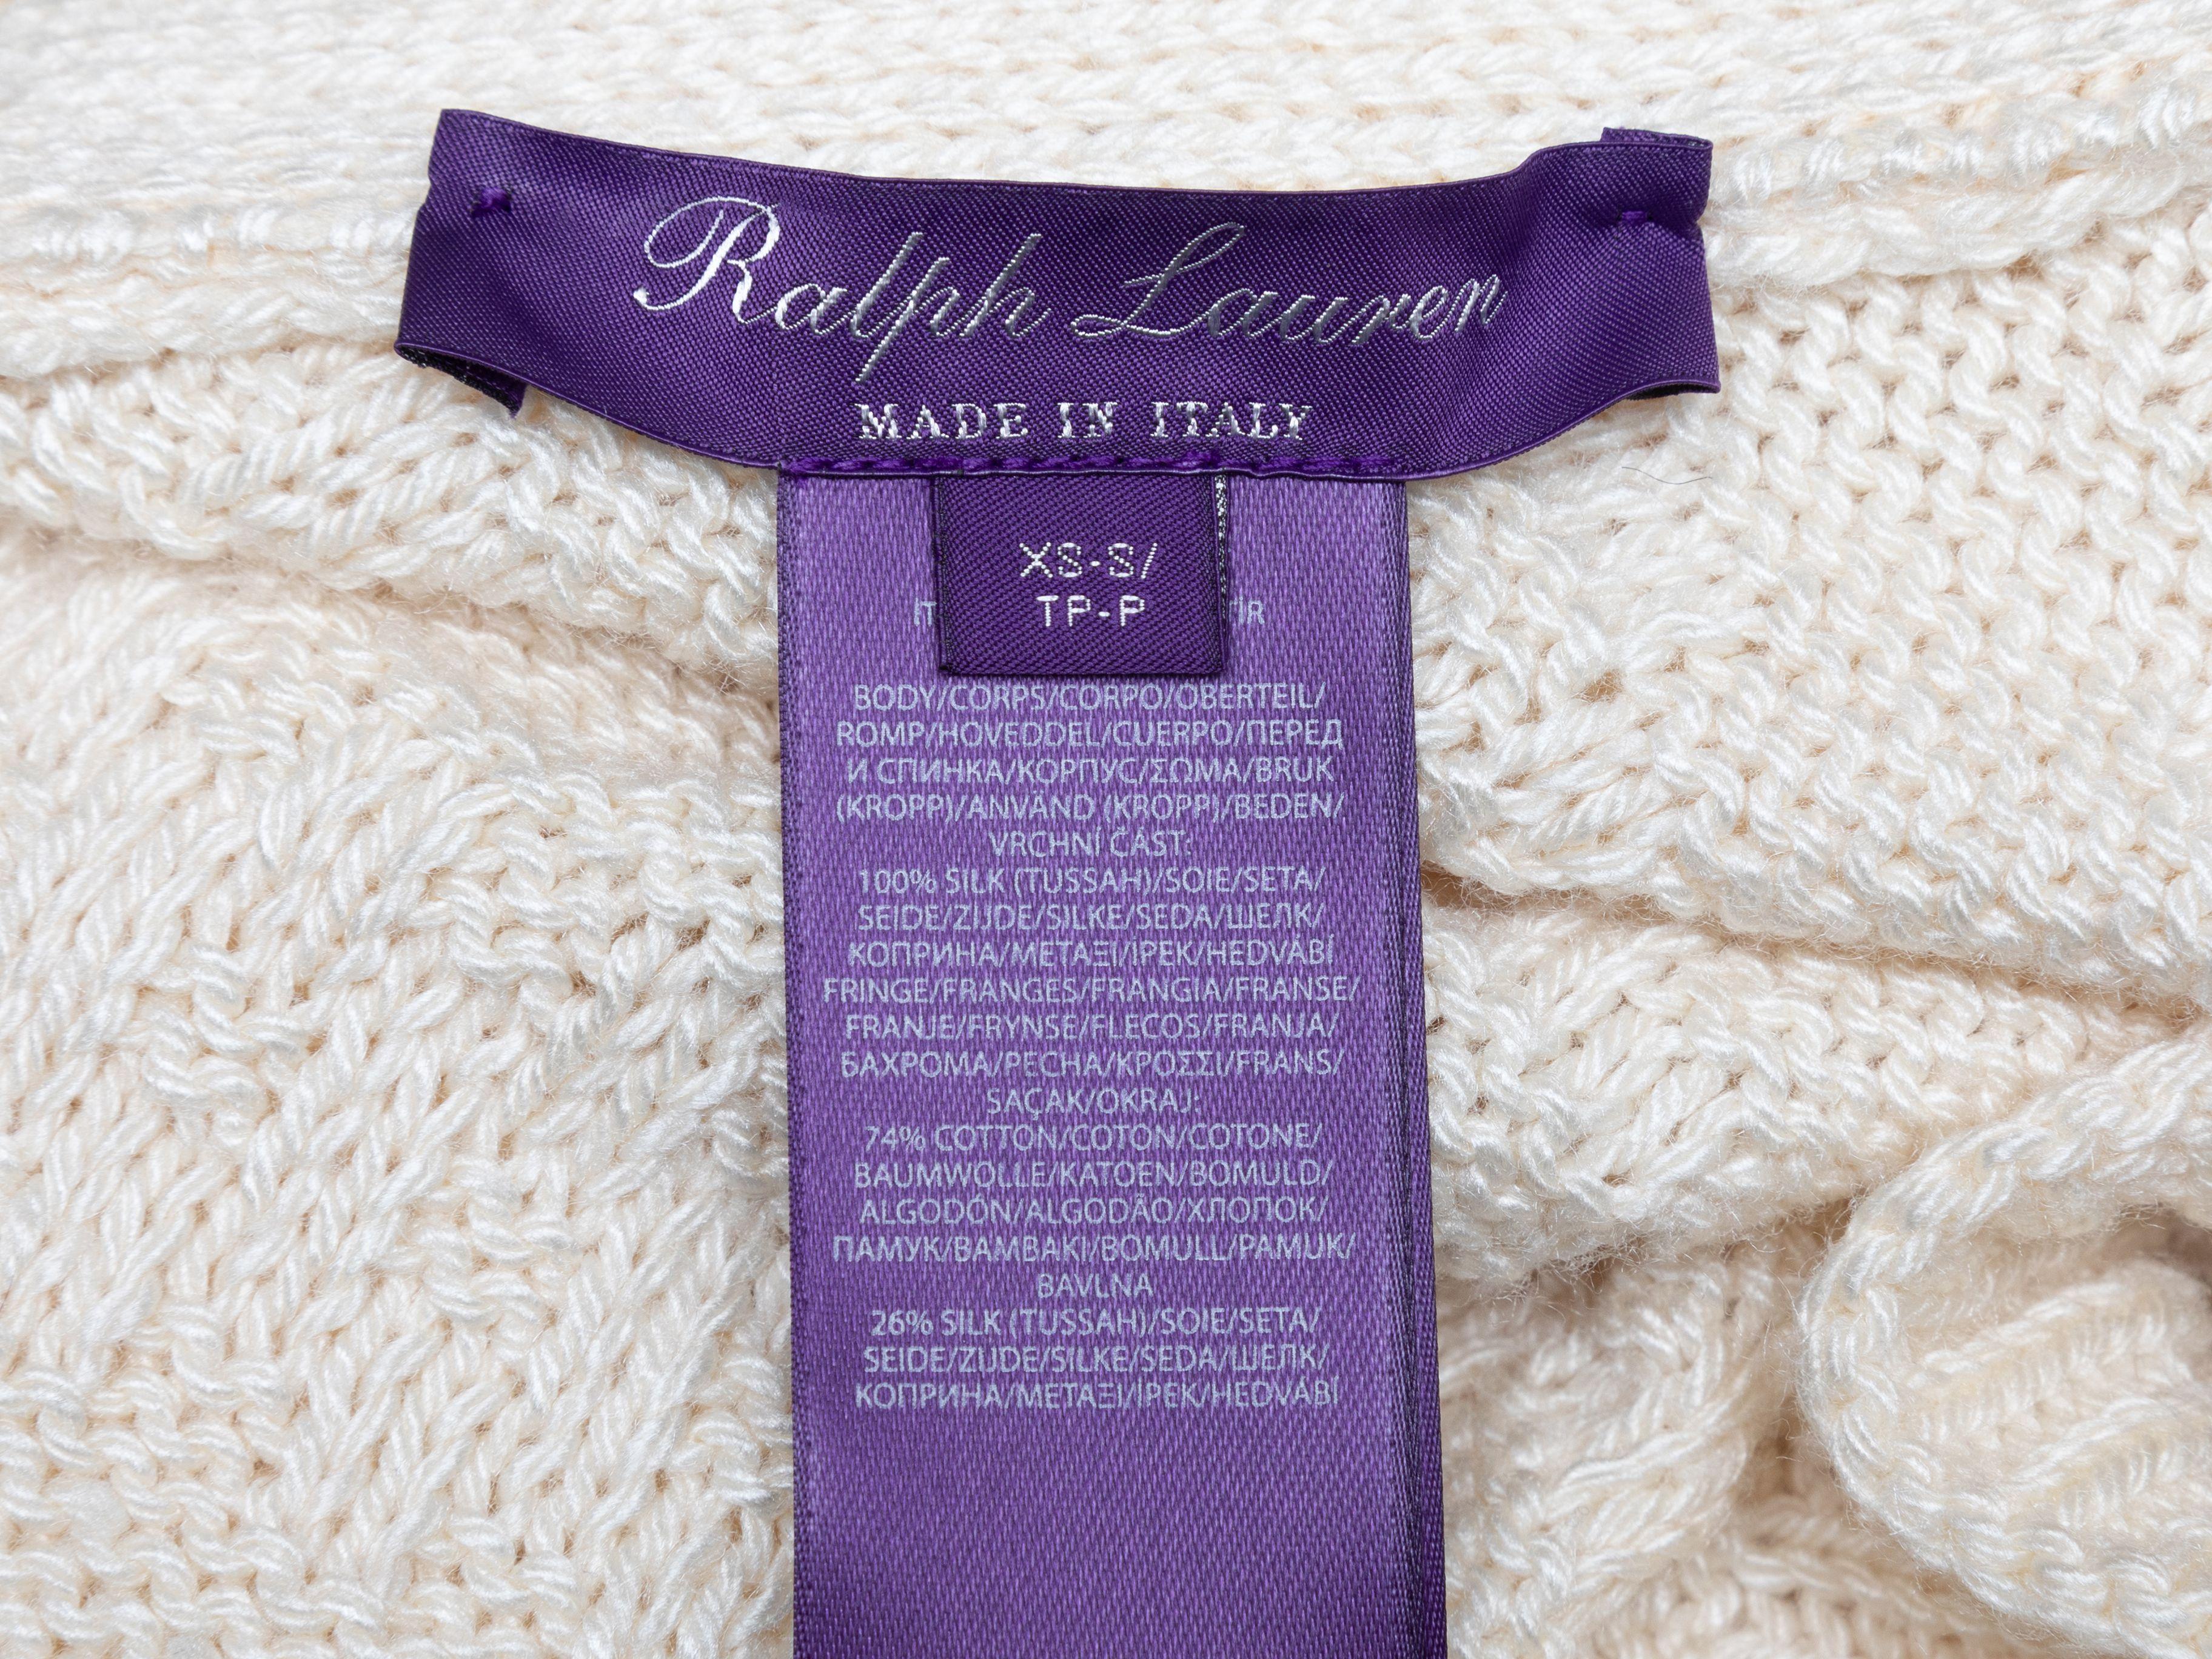 Ralph Lauren
MADE IN ITALY
XS-S/
TP-P
BODY/CORPS/CORPO/OBERTEIL/
ROMP/HOVEDDEL/CUERPO/ПЕРЕД
И СПИНКА/КОРПУС/ΣΩΜΑ/BRUK
(KROPP)/ANVÄND (KROPP)/BEDEN/
VRCHNÍ ČÁST:
100% SILK (TUSSAH)/SOIE/SETA/
SEIDE/ZIJDE/SILKE/SEDA/ШЕЛК/
КОПРИНА/ΜΕΤΑΞΙ/İPEK/HEDVÁBÍ
FRINGE/FRANGES/FRANGIA/FRANSE/
FRANJE/FRYNSE/FLECOS/FRANJA/
БАХРОМА/РЕСНА/ΚΡΟΣΣΙ/FRANS/
SAÇAK/OKRAJ:
74% COTTON/COTON/COTONE/
BAUMWOLLE/KATOEN/BOMULD/
ALGODÓN/ALGODÃO/ХЛОПОК/
ПАМУК/ΒΑΜΒΑΚΙ/BOMULL/PAMUK/
BAVLNA
26% SILK (TUSSAH)/SOIE/SETA/
SEIDE/ZIJDE/SILKE/SEDA/ШЕЛК/
КОПРИНА/ΜΕΤΑΞΙ/İPEK/HEDVÁBÍ